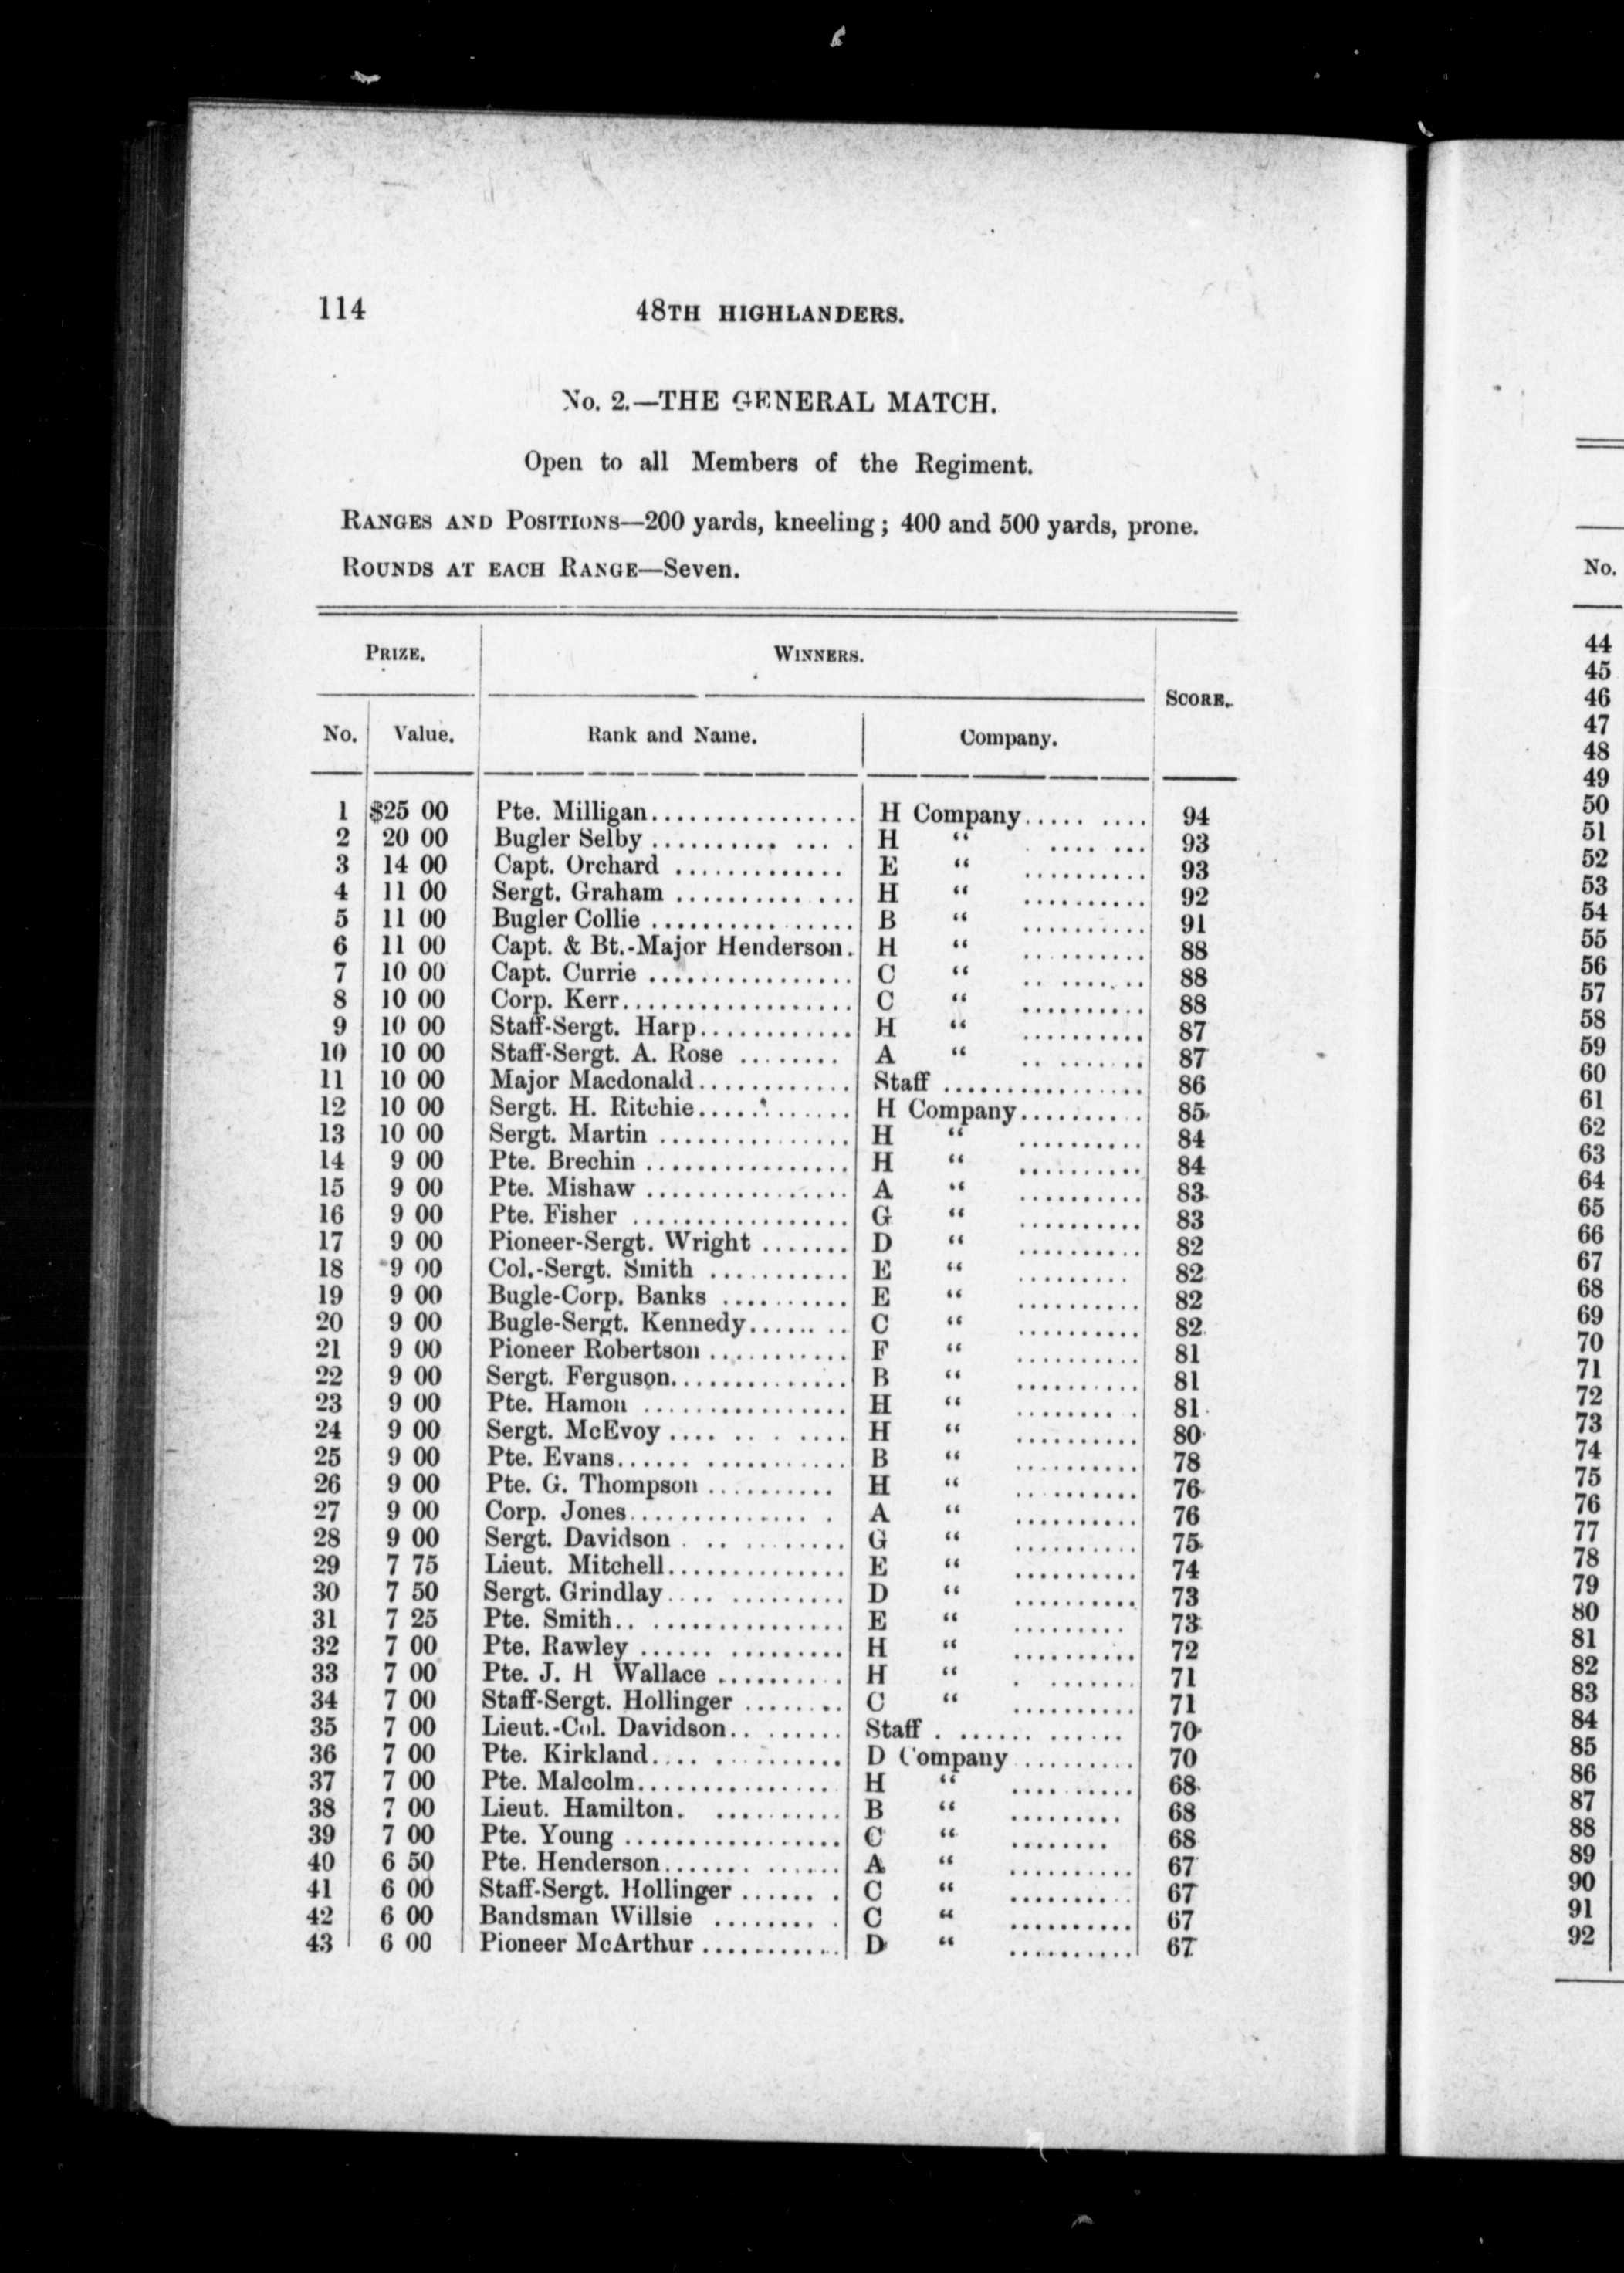 114 48TH HIGHLANDERS.
No. 2.—THE GENERAL MATCH.
Open to all Members of the Regiment.
RANGES AND POSITIONS—200 yards, kneeling; 400 and 500 yards, prone.
ROUNDS AT EACH RANGE—Seven.
PRIZE. WINNERS. SCORE.
No. Value. Rank and Name. Company.
1 $25 00 Pte. Milligan................ H Company.......... 94
2 20 00 Bugler Selby .............. H “ .......... 93
3 14 00 Capt. Orchard ............. E “ .......... 93
4 11 00 Sergt. Graham .............. H “ .......... 92
5 11 00 Bugler Collie ................ B “ .......... 91
6 11 00 Capt. & Bt.-Major Henderson. H “ .......... 88
7 10 00 Capt. Currie ................ C “ .......... 88
8 10 00 Corp. Kerr.................. C “ .......... 88
9 10 00 Staff-Sergt. Harp............ H “ .......... 87
10 10 00 Staff-Sergt. A. Rose ........ A “ .......... 87
11 10 00 Major Macdonald............ Staff ................ 86
12 10 00 Sergt. H. Ritchie............ H Company.......... 85
13 10 00 Sergt. Martin ............... H “ .......... 84
14 9 00 Pte. Brechin ................ H “ .......... 84
15 9 00 Pte. Mishaw ................ A “ .......... 83
16 9 00 Pte. Fisher ................. G “ .......... 83
17 9 00 Pioneer-Sergt. Wright ....... D “ .......... 82
18 9 00 Col.-Sergt. Smith ........... E “ ......... 82
19 9 00 Bugle-Corp. Banks .......... E “ .......... 82
20 9 00 Bugle-Sergt. Kennedy........ C “ .......... 82
21 9 00 Pioneer Robertson ........... F “ .......... 81
22 9 00 Sergt. Ferguson.............. B “ .......... 81
23 9 00 Pte. Hamon ................ H “ .......... 81
24 9 00 Sergt. McEvoy .............. H “ .......... 80
25 9 00 Pte. Evans................. B “ .......... 78
26 9 00 Pte. G. Thompson .......... H “ .......... 76
27 9 00 Corp. Jones................ A “ .......... 76
28 9 00 Sergt. Davidson ............ G “ .......... 75
29 7 75 Lieut. Mitchell.............. E “ .......... 74
30 7 50 Sergt. Grindlay............. D “ .......... 73
31 7 25 Pte. Smith................. E “ ......... 73
32 7 00 Pte. Rawley ............... H “ .......... 72
33 7 00 Pte. J. H Wallace .......... H “ ........ 71
34 7 00 Staff-Sergt. Hollinger ........ C “ .......... 71
35 7 00 Lieut.-Col. Davidson......... Staff ............. 70
36 7 00 Pte. Kirkland.............. D Company .......... 70
37 7 00 Pte. Malcolm............... H “ .......... 68
38 7 00 Lieut. Hamilton. .......... B “ ......... 68
39 7 00 Pte. Young ................. C “ ........ 68
40 6 50 Pte. Henderson............. A “ .......... 67
41 6 00 Staff-Sergt. Hollinger ....... C “ .......... 67
42 6 00 Bandsman Willsie ......... C “ .......... 67
43 6 00 Pioneer McArthur ........... D “ .......... 67
No.
44
45
46
47
48
49
50
51
52
53
54
55
56
57
58
59
60
61
62
63
64
65
66
67
68
69
70
71
72
73
74
75
76
77
78
79
80
81
82
83
84
85
86
87
88
89
90
91
92